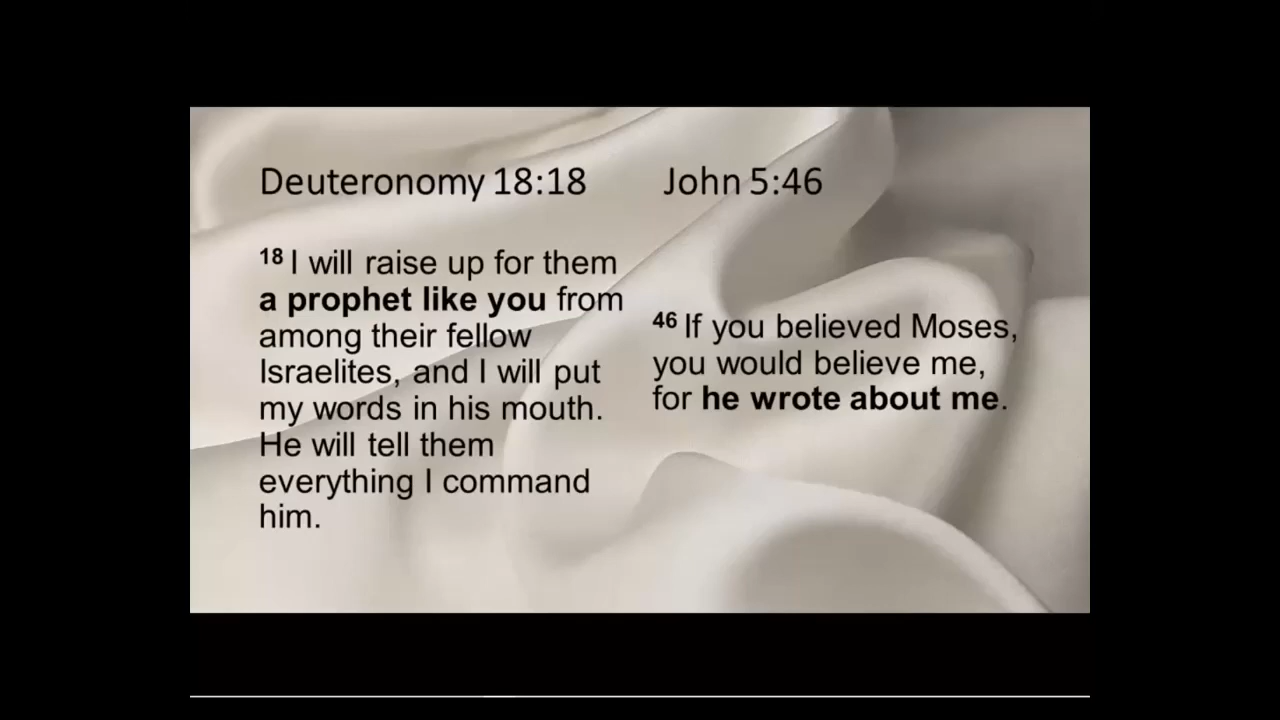 Deuteronomy 18:18
18 I will raise up for them
a prophet like you from
among their fellow
Israelites, and I will put
my words in his mouth.
He will tell them
everything I command
him.
John 5:46
46 If you believed Moses,
you would believe me,
for he wrote about me.